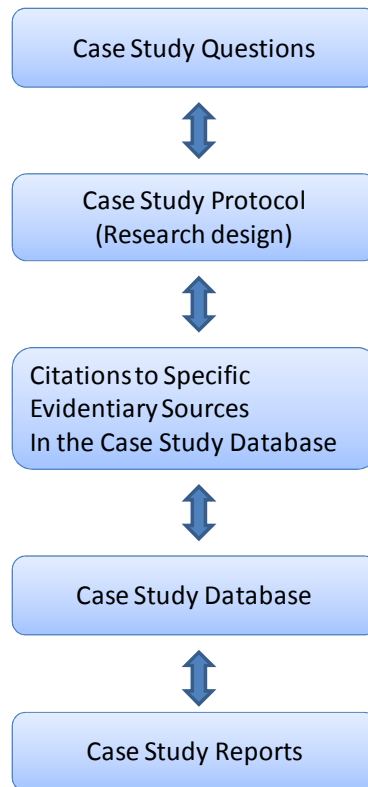 Case Study Questions
Case Study Protocol
(Research design)
Citations to Specific
Evidentiary Sources
In the Case Study Database
Case Study Database
Case Study Reports